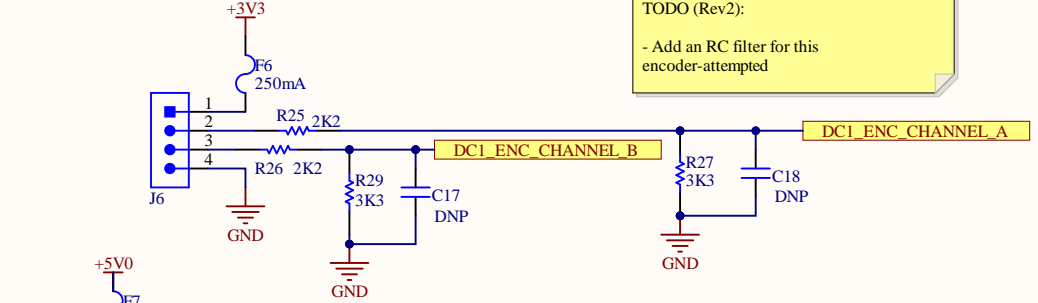 +3V3
TODO (Rev2):
- Add an RC filter for this
encoder-attempted
F6
250mA
1
2
3
4
J6
R25 2K2
R26 2K2
DC1_ENC_CHANNEL_A
DC1_ENC_CHANNEL_B
R29
3K3
C17
DNP
R27
3K3
C18
DNP
GND
GND
GND
+5V0
F7